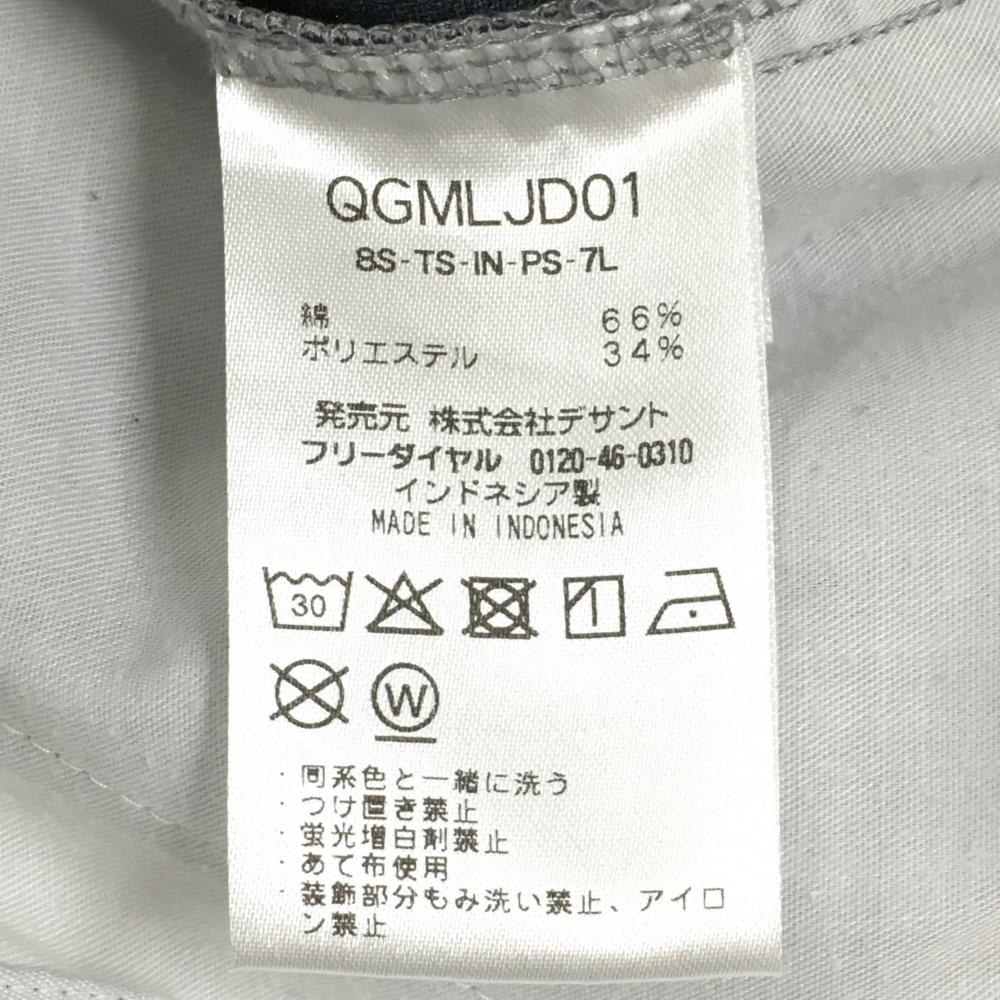 QGMLJD01
8S-TS-IN-PS-7L
綿 66%
ポリエステル 34%
発売元 株式会社デサント
フリーダイヤル 0120-46-0310
インドネシア製
MADE IN INDONESIA
30
W
・同系色と一緒に洗う
・つけ置き禁止
・蛍光増白剤禁止
・あて布使用
・装飾部分もみ洗い禁止、アイロ
ン禁止